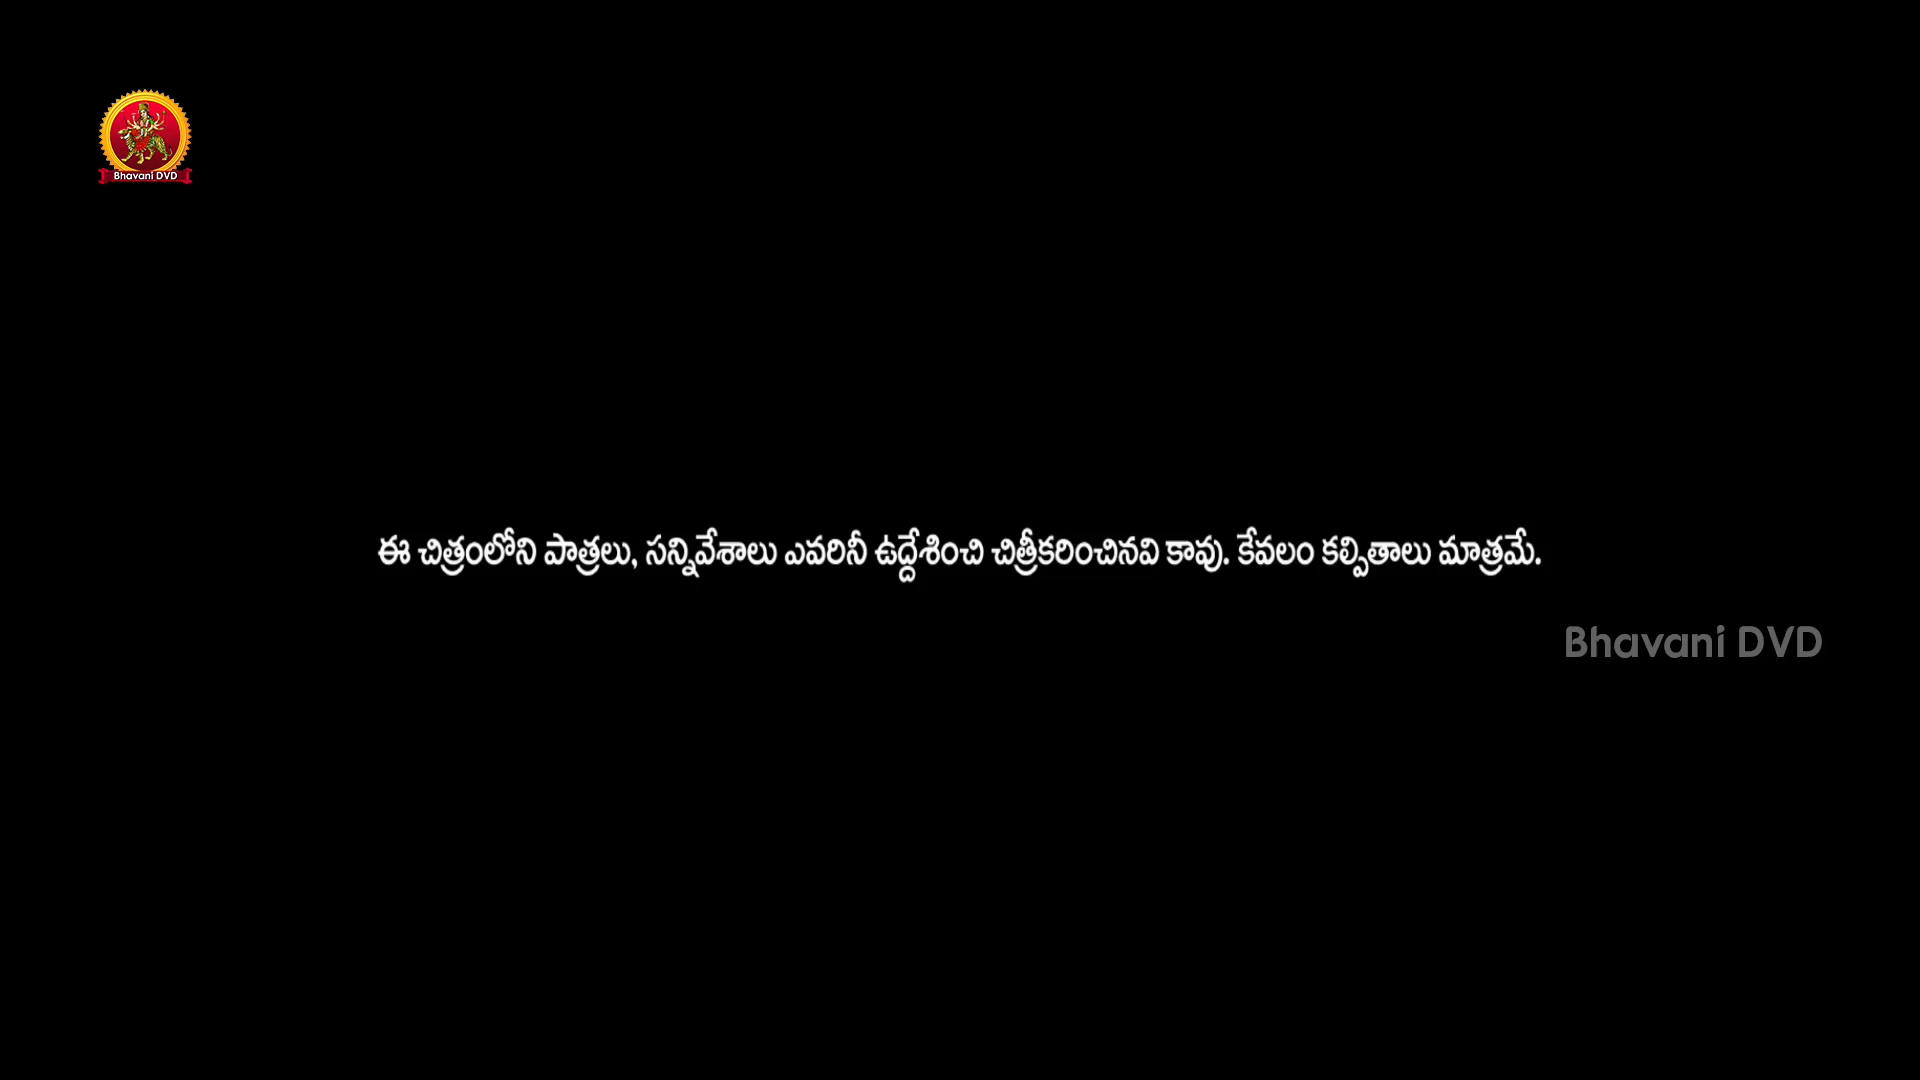 Bhavani DVD
ఈ చిత్రంలోని పాత్రలు, సన్నివేశాలు ఎవరినీ ఉద్దేశించి చిత్రీకరించినవి కావు. కేవలం కల్పితాలు మాత్రమే.
Bhavani DVD